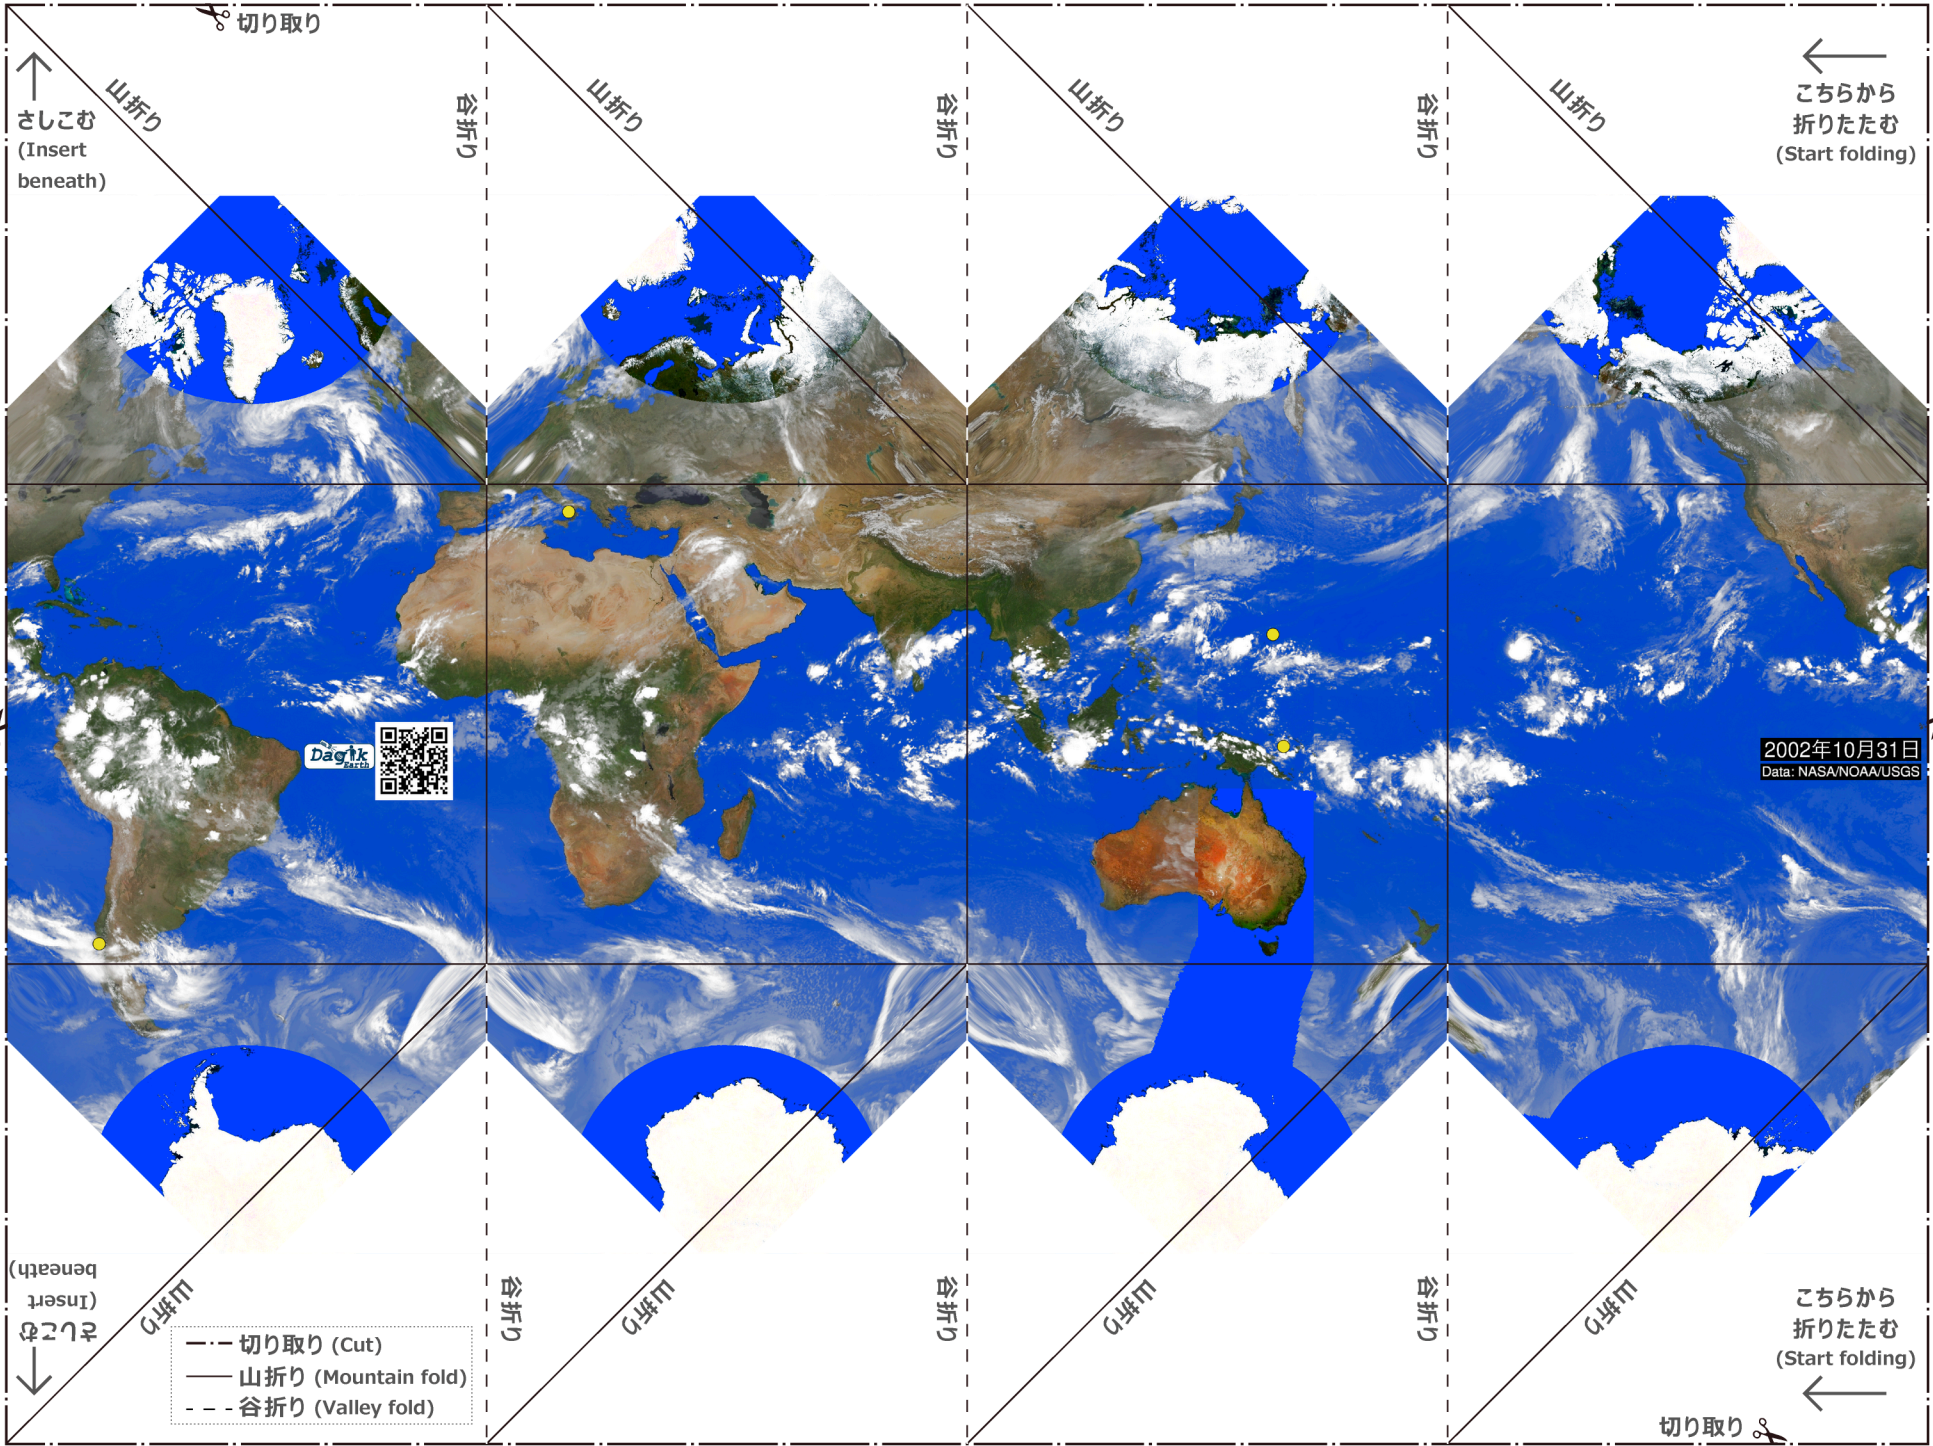 切り取り
さしこむ
(Insert
beneath)
山折り
谷折り
山折り
谷折り
山折り
谷折り
山折り
こちらから
折りたたむ
(Start folding)
Dagik
Earth
2002年10月31日
Data: NASA/NOAA/USGS
さしこむ
(Insert
beneath)
山折り
谷折り
山折り
谷折り
山折り
谷折り
山折り
こちらから
折りたたむ
(Start folding)
切り取り (Cut)
山折り (Mountain fold)
谷折り (Valley fold)
切り取り